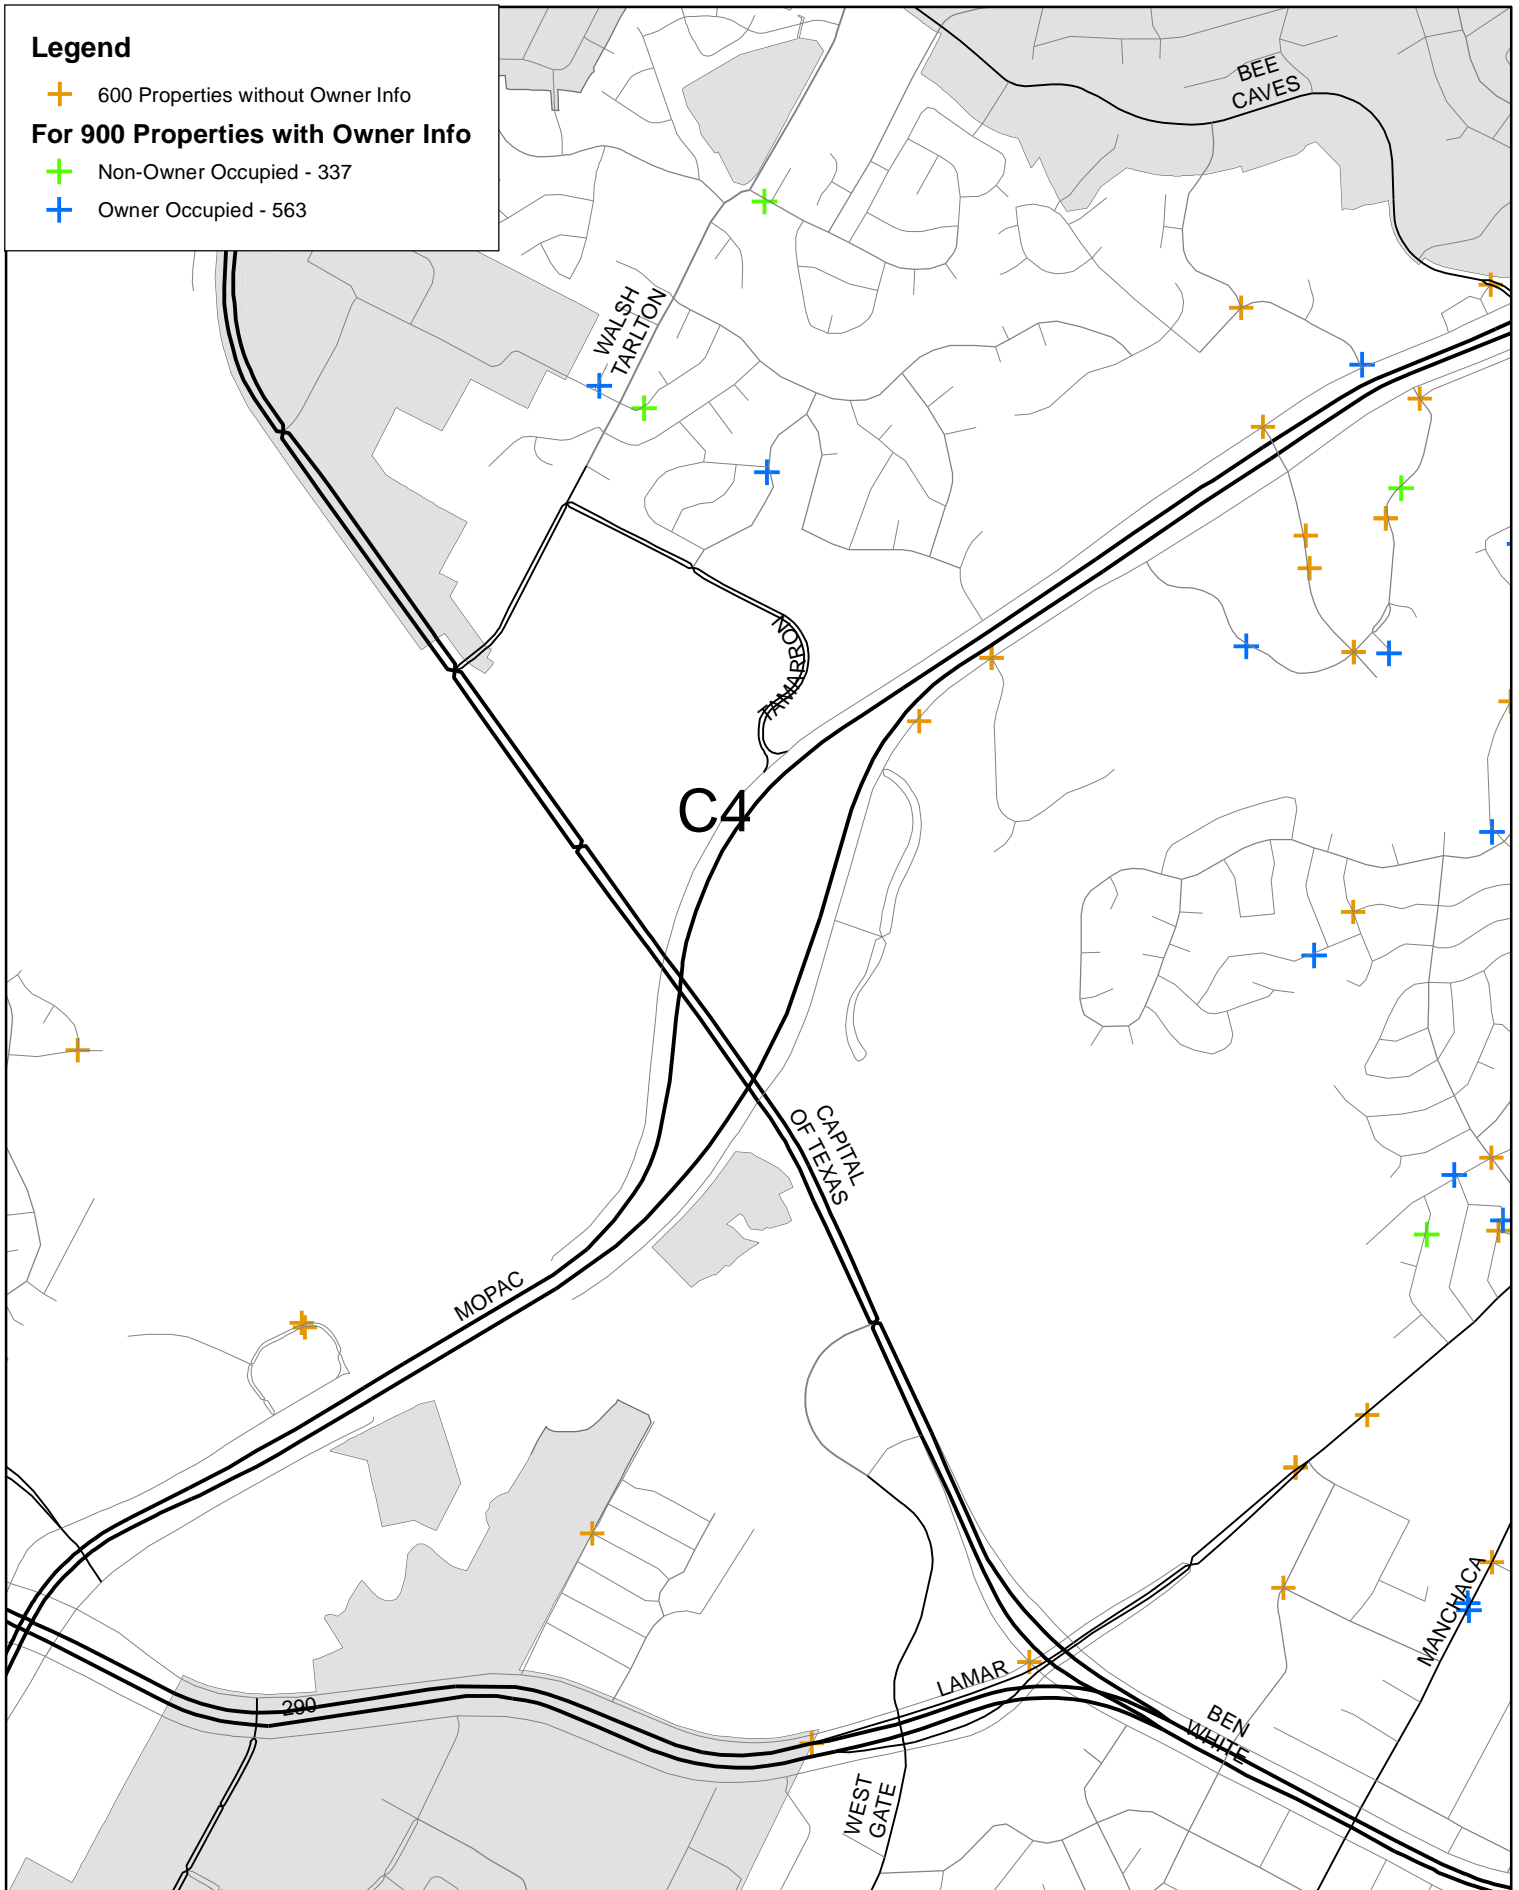 Legend
600 Properties without Owner Info
For 900 Properties with Owner Info
Non-Owner Occupied - 337
Owner Occupied - 563
BEE
CAVES
WALSH
TARLTON
TAMARRON
C4
CAPITAL
OF TEXAS
MOPAC
MANCHACA
LAMAR
290
BEN
WHITE
WEST
GATE